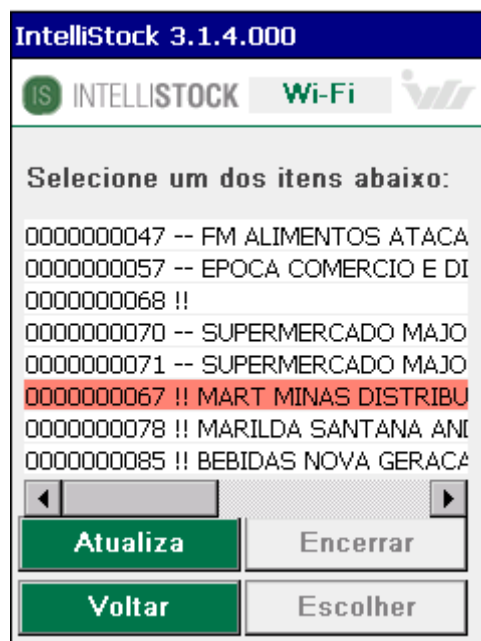 IntelliStock 3.1.4.000
IS INTELLISTOCK Wi-Fi
Selecione um dos itens abaixo:
0000000047 -- FM ALIMENTOS ATACA
0000000057 -- EPOCA COMERCIO E DI
0000000068 !!
0000000070 -- SUPERMERCADO MAJO
0000000071 -- SUPERMERCADO MAJO
0000000067 !! MART MINAS DISTRIBU
0000000078 !! MARILDA SANTANA AND
0000000085 !! BEBIDAS NOVA GERACA
Atualiza Encerrar
Voltar Escolher